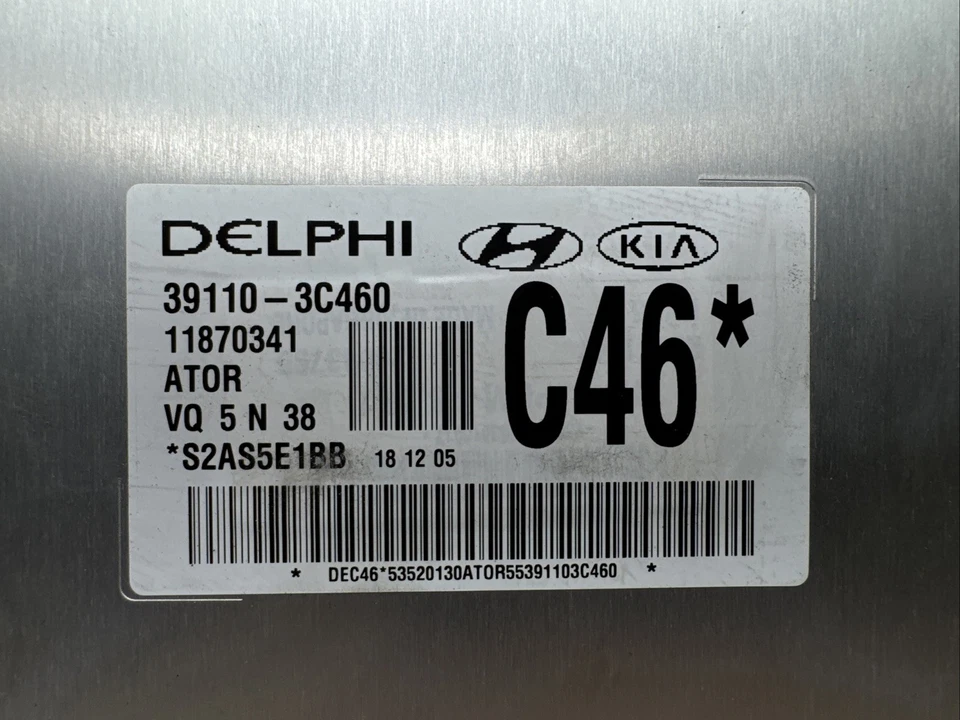 DELPHI
KIA
39110-3C460
C46*
11870341
ATOR
VQ 5 N 38
*S2AS5E1BB 18 12 05
* DEC46*53520130ATOR55391103C460 *